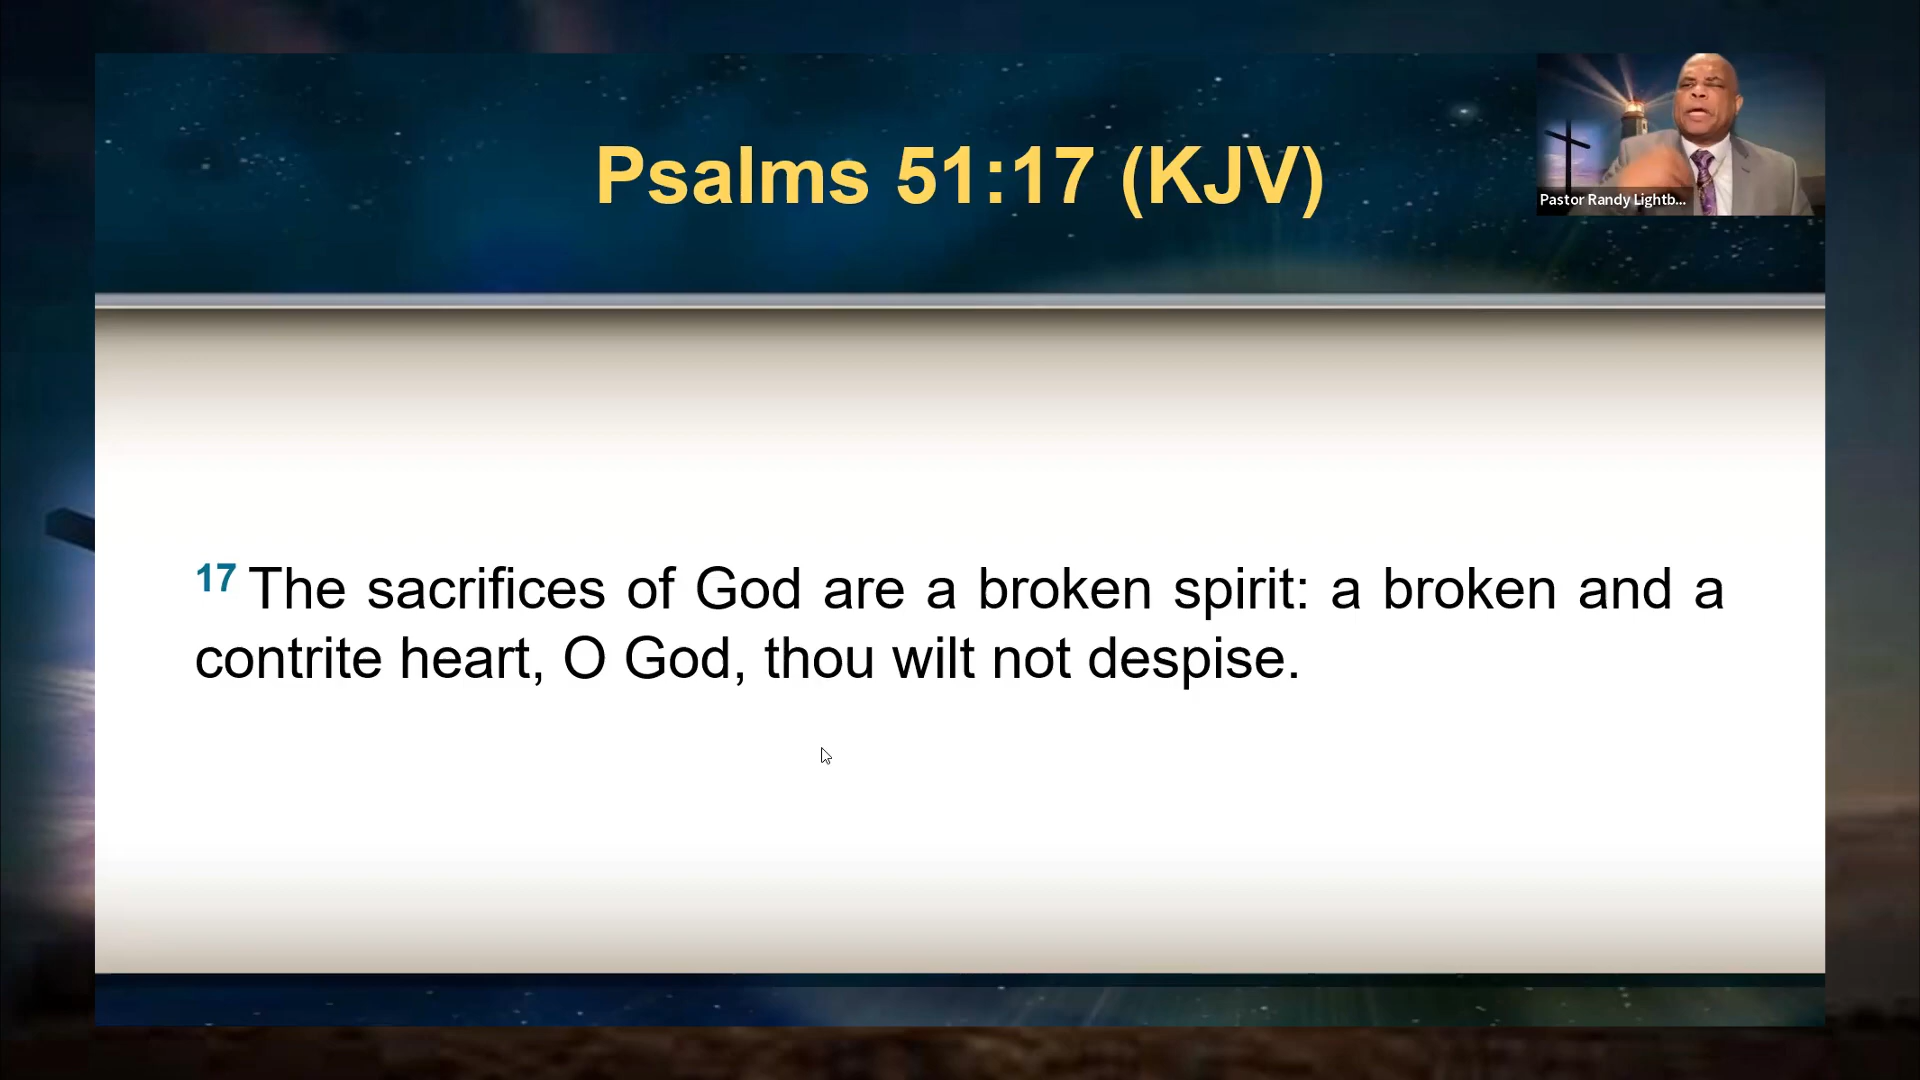 Psalms 51:17 (KJV)
Pastor Randy Lightb...
17 The sacrifices of God are a broken spirit: a broken and a
contrite heart, O God, thou wilt not despise.